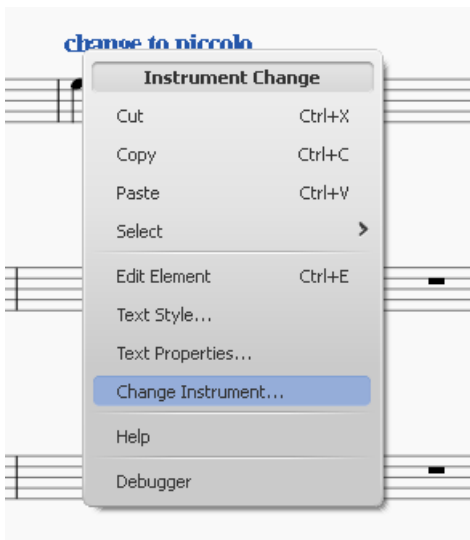 change to piccolo
Instrument Change
Cut Ctrl+X
Copy Ctrl+C
Paste Ctrl+V
Select
Edit Element Ctrl+E
Text Style...
Text Properties...
Change Instrument...
Help
Debugger